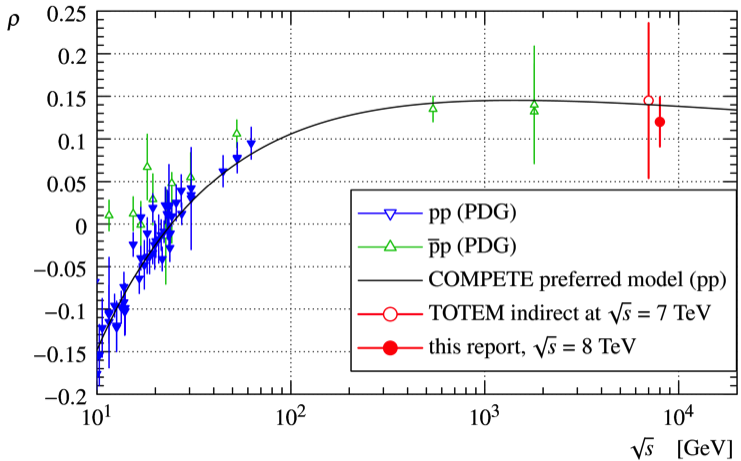 ρ
0.25
0.2
0.15
0.1
0.05
0
−0.05
−0.1
−0.15
−0.2
10¹ 10² 10³ 10⁴
√s [GeV]
pp (PDG)
p̅p (PDG)
COMPETE preferred model (pp)
TOTEM indirect at √s = 7 TeV
this report, √s = 8 TeV